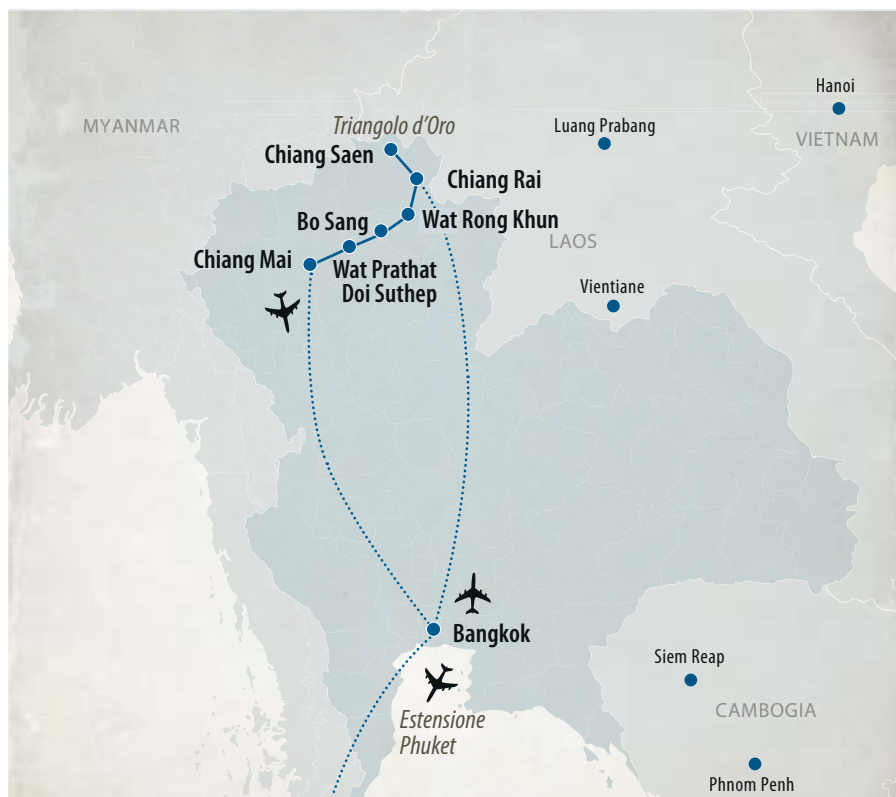 Hanoi
MYANMAR
Triangolo d'Oro
Luang Prabang
VIETNAM
Chiang Saen
Chiang Rai
Bo Sang
Wat Rong Khun
LAOS
Chiang Mai
Wat Prathat
Doi Suthep
Vientiane
Bangkok
Siem Reap
Estensione
Phuket
CAMBOGIA
Phnom Penh